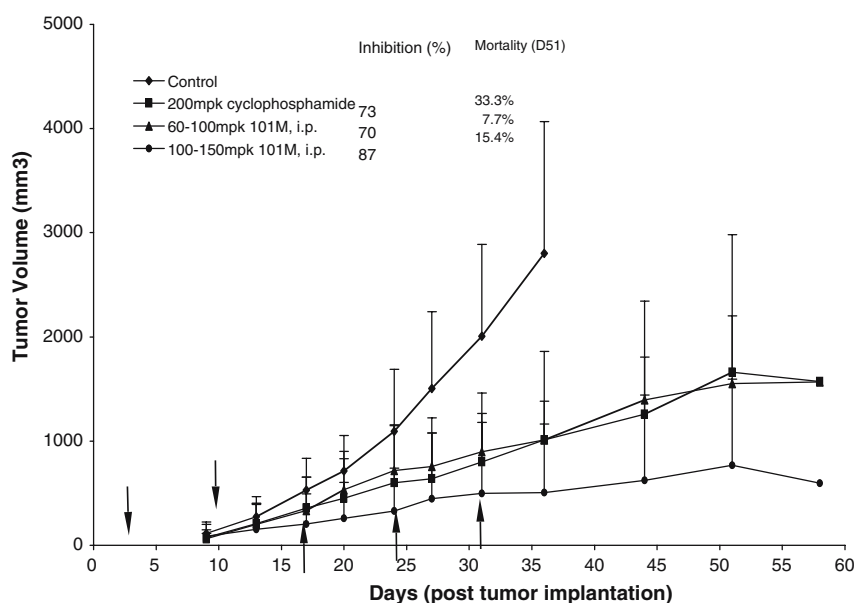 5000
4000
3000
2000
1000
0
Tumor Volume (mm3)
Inhibition (%) Mortality (D51)
Control
200mpk cyclophosphamide 73 33.3%
60-100mpk 101M, i.p. 70 7.7%
100-150mpk 101M, i.p. 87 15.4%
0 5 10 15 20 25 30 35 40 45 50 55 60
Days (post tumor implantation)